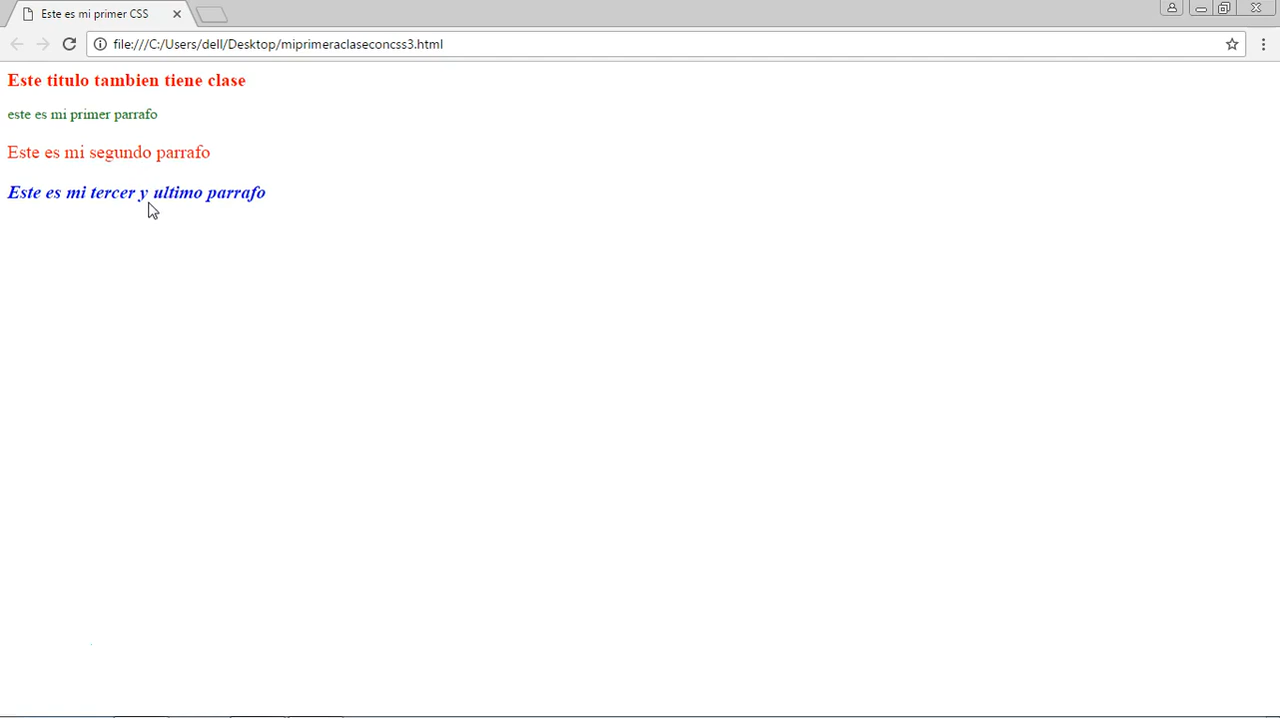 Este es mi primer CSS
file:///C:/Users/dell/Desktop/miprimeraclaseconcss3.html
Este titulo tambien tiene clase
este es mi primer parrafo
Este es mi segundo parrafo
Este es mi tercer y ultimo parrafo